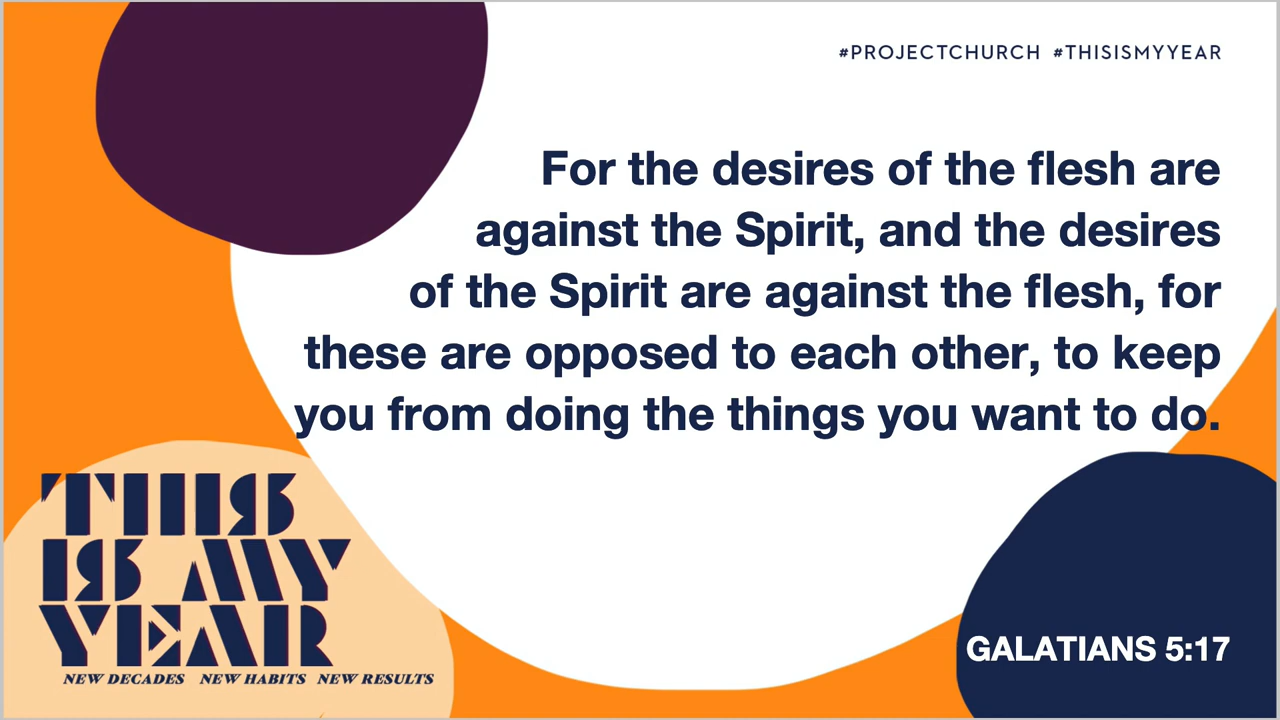 #PROJECTCHURCH #THISISMYYEAR
For the desires of the flesh are
against the Spirit, and the desires
of the Spirit are against the flesh, for
these are opposed to each other, to keep
you from doing the things you want to do.
THIS
IS MY
YEAR
NEW DECADES NEW HABITS NEW RESULTS
GALATIANS 5:17